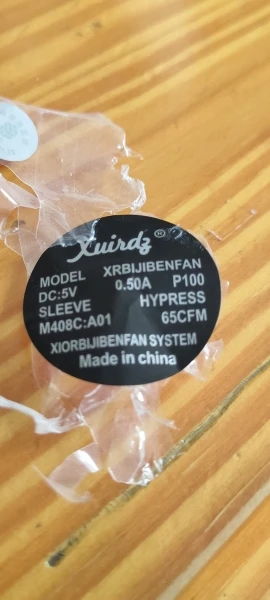 Xuirdz®
MODEL XRBIJIBENFAN
DC:5V 0.50A P100
SLEEVE HYPRESS
M408C:A01 65CFM
XIORBIJIBENFAN SYSTEM
Made in china